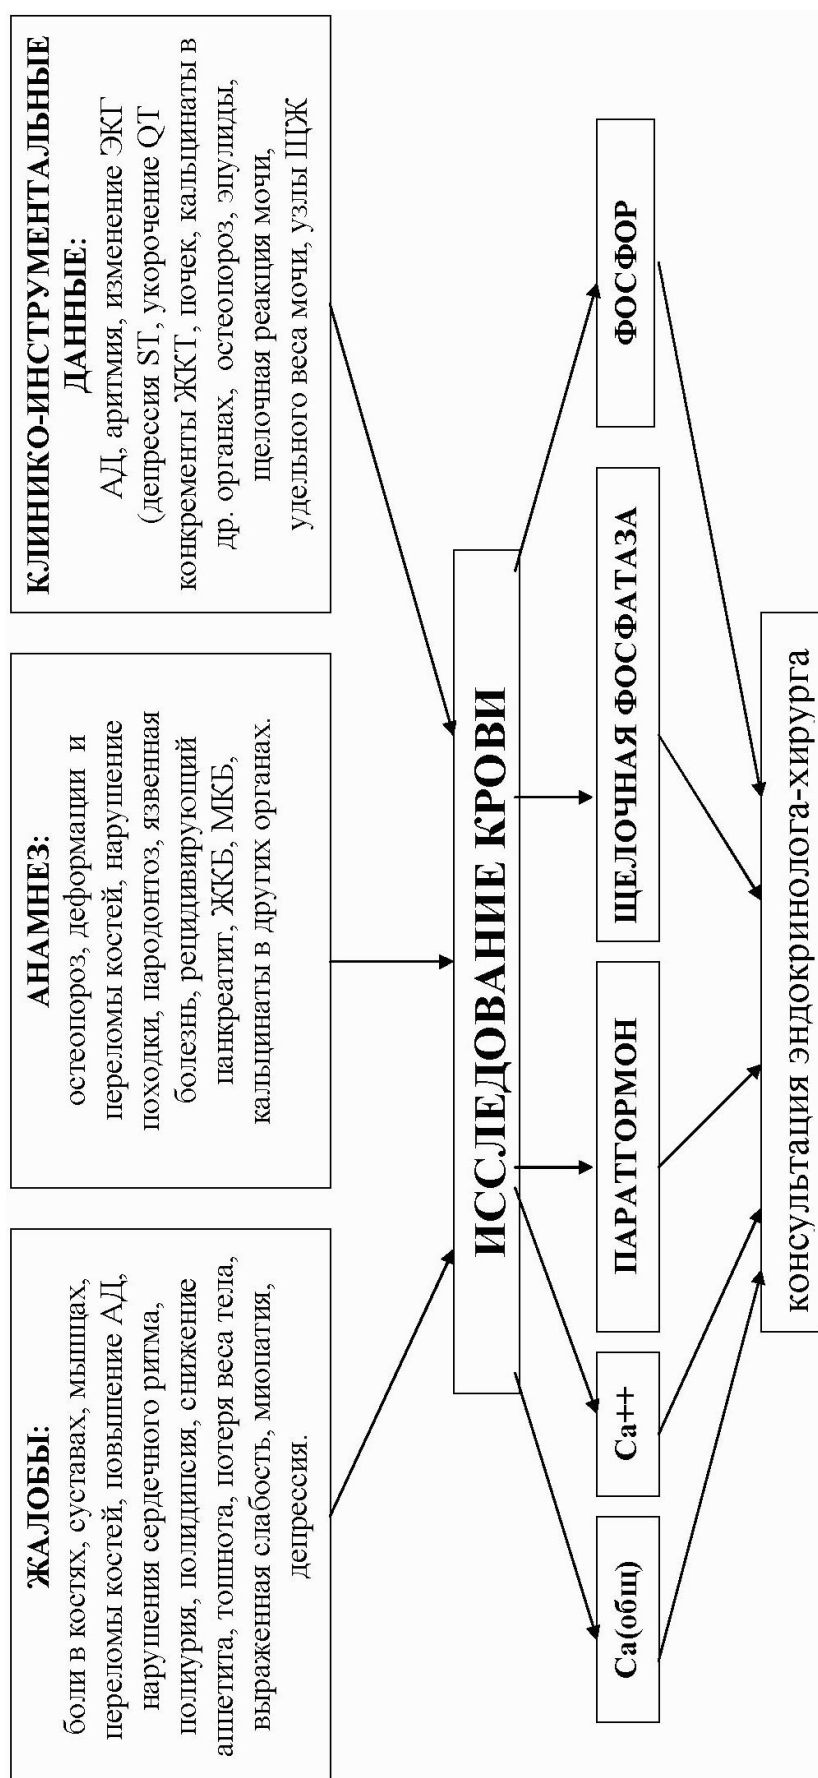 ЖАЛОБЫ:
боли в костях, суставах, мышцах,
переломы костей, повышение АД,
нарушения сердечного ритма,
полиурия, полидипсия, снижение
аппетита, тошнота, потеря веса тела,
выраженная слабость, миопатия,
депрессия.
АНАМНЕЗ:
остеопороз, деформации и
переломы костей, нарушение
походки, пародонтоз, язвенная
болезнь, рецидивирующий
панкреатит, ЖКБ, МКБ,
кальцинаты в других органах.
КЛИНИКО-ИНСТРУМЕНТАЛЬНЫЕ
ДАННЫЕ:
АД, аритмия, изменение ЭКГ
(депрессия ST, укорочение QT
конкременты ЖКТ, почек, кальцинаты в
др. органах, остеопороз, эпулиды,
щелочная реакция мочи,
удельного веса мочи, узлы ЩЖ
ИССЛЕДОВАНИЕ КРОВИ
Ca(общ)
Ca++
ПАРАТГОРМОН
ЩЕЛОЧНАЯ ФОСФАТАЗА
ФОСФОР
консультация эндокринолога-хирурга